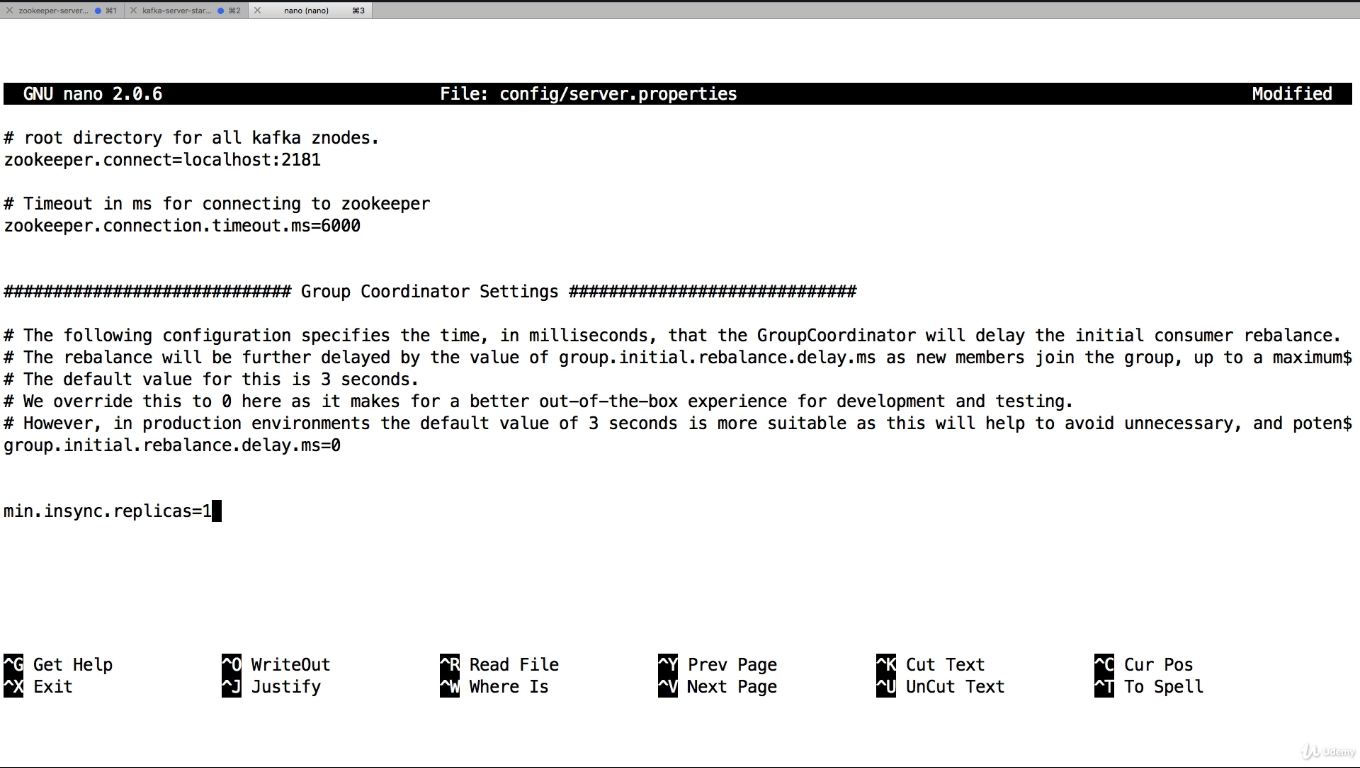 zookeeper-server... ⌘1 kafka-server-star... ⌘2 nano (nano) ⌘3
GNU nano 2.0.6 File: config/server.properties Modified
# root directory for all kafka znodes.
zookeeper.connect=localhost:2181
# Timeout in ms for connecting to zookeeper
zookeeper.connection.timeout.ms=6000
############################# Group Coordinator Settings #############################
# The following configuration specifies the time, in milliseconds, that the GroupCoordinator will delay the initial consumer rebalance.
# The rebalance will be further delayed by the value of group.initial.rebalance.delay.ms as new members join the group, up to a maximum$
# The default value for this is 3 seconds.
# We override this to 0 here as it makes for a better out-of-the-box experience for development and testing.
# However, in production environments the default value of 3 seconds is more suitable as this will help to avoid unnecessary, and poten$
group.initial.rebalance.delay.ms=0
min.insync.replicas=1
^G Get Help ^O WriteOut ^R Read File ^Y Prev Page ^K Cut Text ^C Cur Pos
^X Exit ^J Justify ^W Where Is ^V Next Page ^U UnCut Text ^T To Spell
Udemy